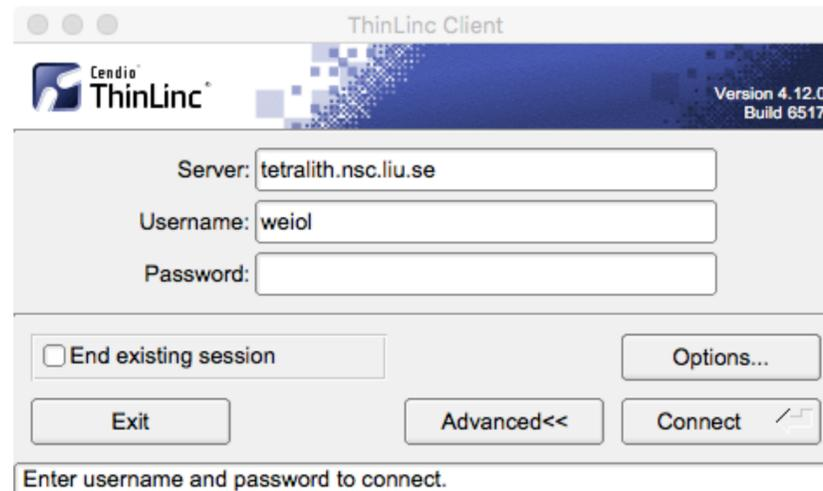 ThinLinc Client
Cendio®
ThinLinc®
Version 4.12.0
Build 6517
Server: tetralith.nsc.liu.se
Username: weiol
Password:
End existing session
Options...
Exit
Advanced<<
Connect
Enter username and password to connect.